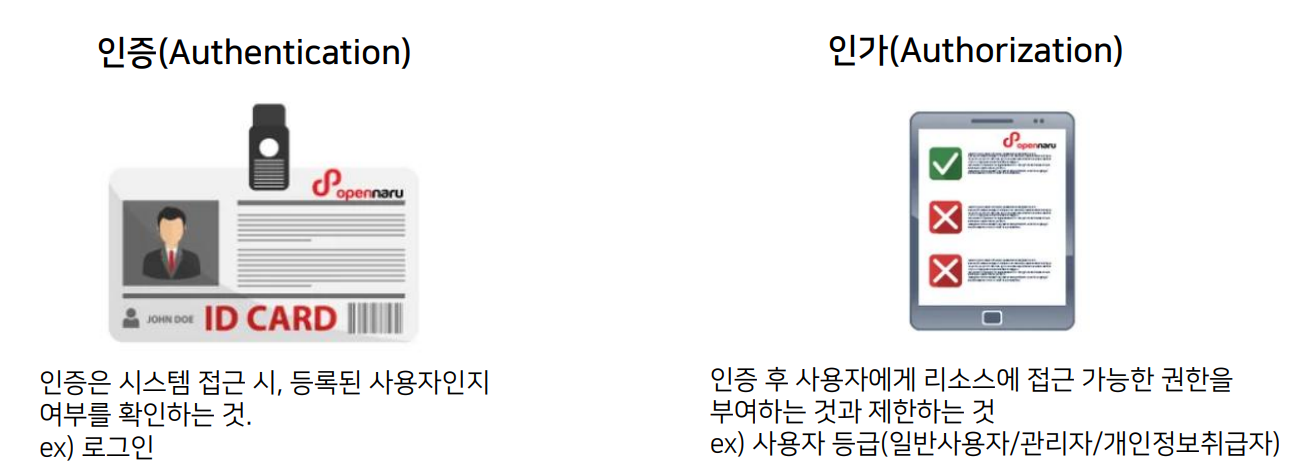 인증(Authentication)
opennaru
JOHN DOE ID CARD
인증은 시스템 접근 시, 등록된 사용자인지
여부를 확인하는 것.
ex) 로그인
인가(Authorization)
opennaru
인증 후 사용자에게 리소스에 접근 가능한 권한을
부여하는 것과 제한하는 것
ex) 사용자 등급(일반사용자/관리자/개인정보취급자)